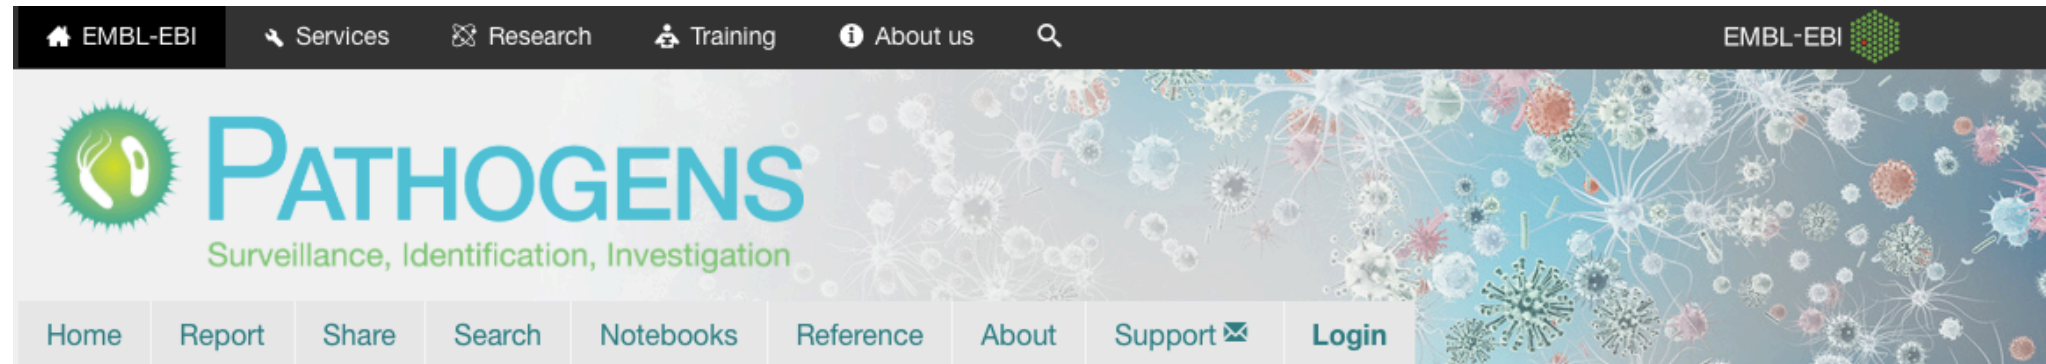 EMBL-EBI Services Research Training About us EMBL-EBI
PATHOGENS
Surveillance, Identification, Investigation
Home Report Share Search Notebooks Reference About Support Login